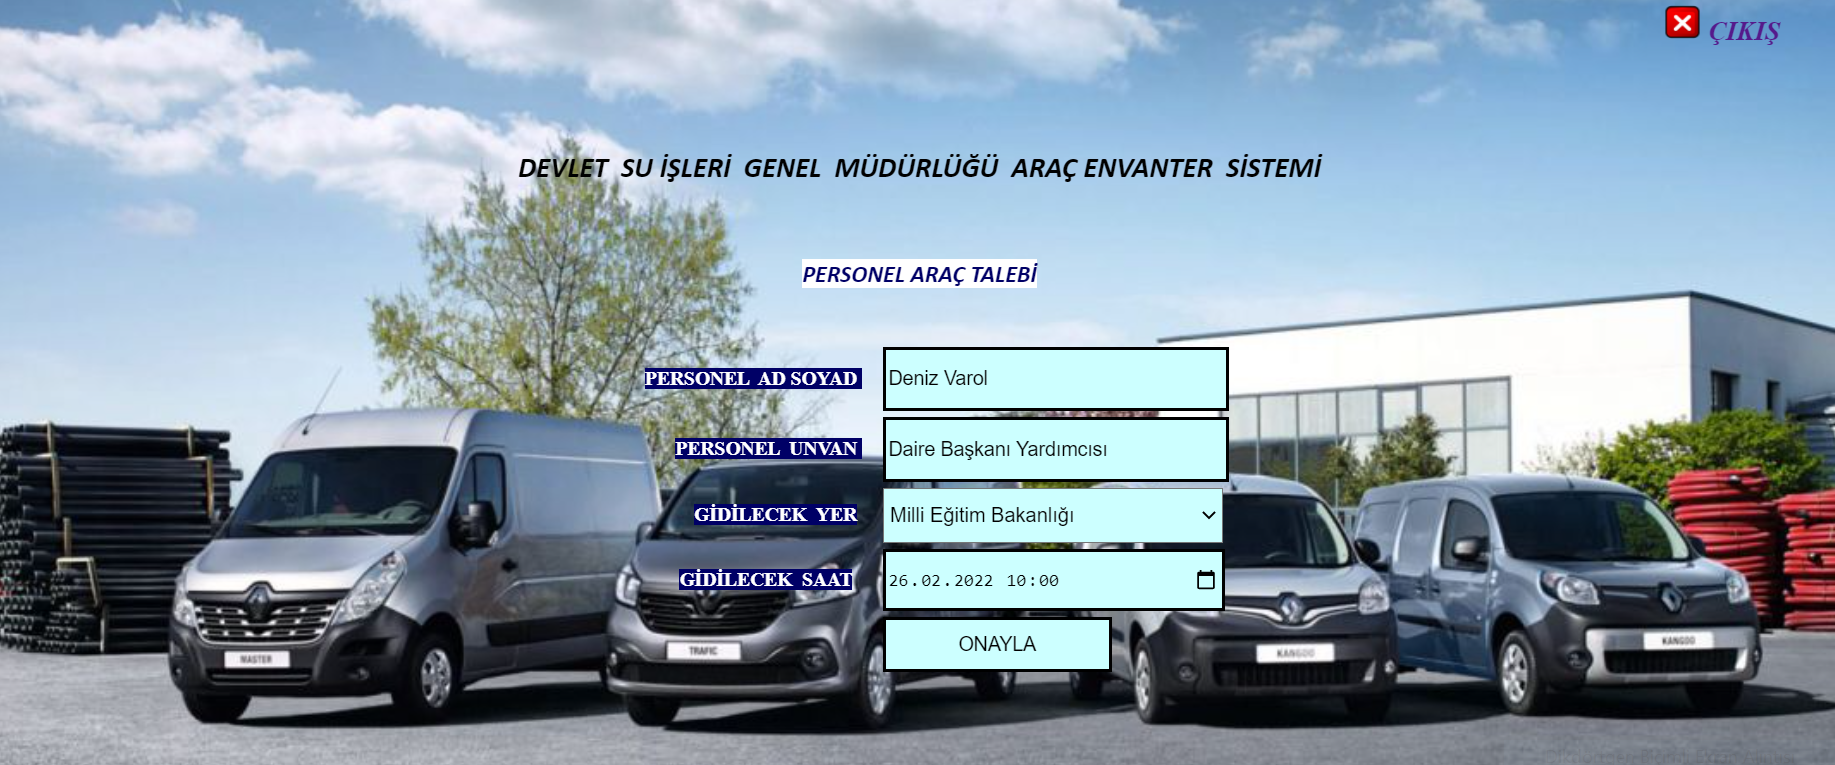 ÇIKIŞ
DEVLET SU İŞLERİ GENEL MÜDÜRLÜĞÜ ARAÇ ENVANTER SİSTEMİ
PERSONEL ARAÇ TALEBİ
PERSONEL AD SOYAD Deniz Varol
PERSONEL UNVAN Daire Başkanı Yardımcısı
GİDİLECEK YER Milli Eğitim Bakanlığı
GİDİLECEK SAAT 26.02.2022 10:00
ONAYLA
MASTER
TRAFIC
KANGOO
KANGOO